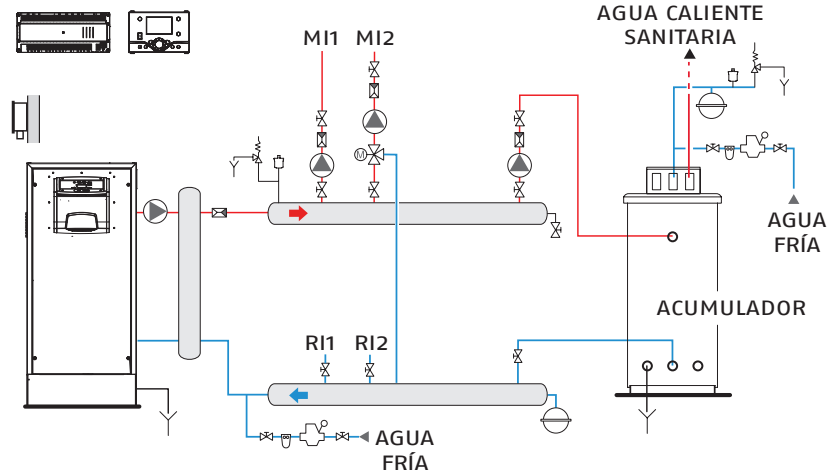 AGUA CALIENTE
SANITARIA
MI1 MI2
M
AGUA
FRÍA
ACUMULADOR
RI1 RI2
AGUA
FRÍA